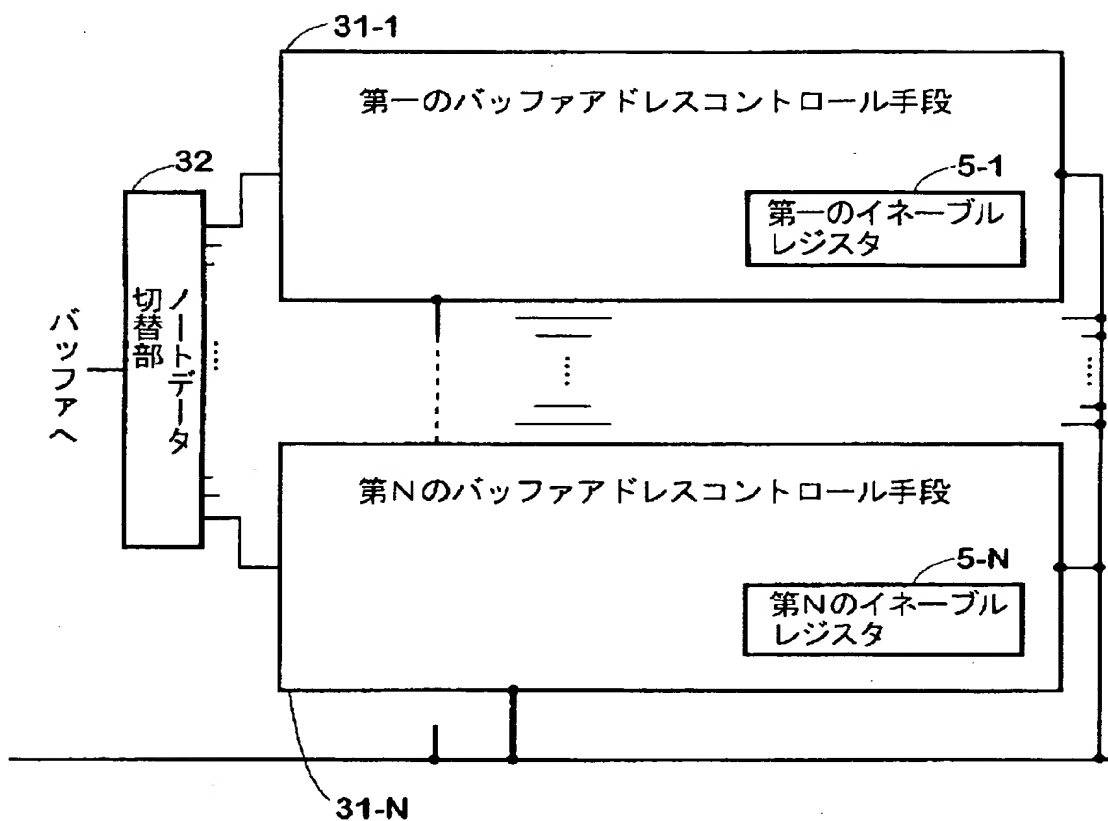 31-1
第一のバッファアドレスコントロール手段
32
5-1
第一のイネーブル
レジスタ
バッファへ
ノートデータ
切替部
第Nのバッファアドレスコントロール手段
5-N
第Nのイネーブル
レジスタ
31-N